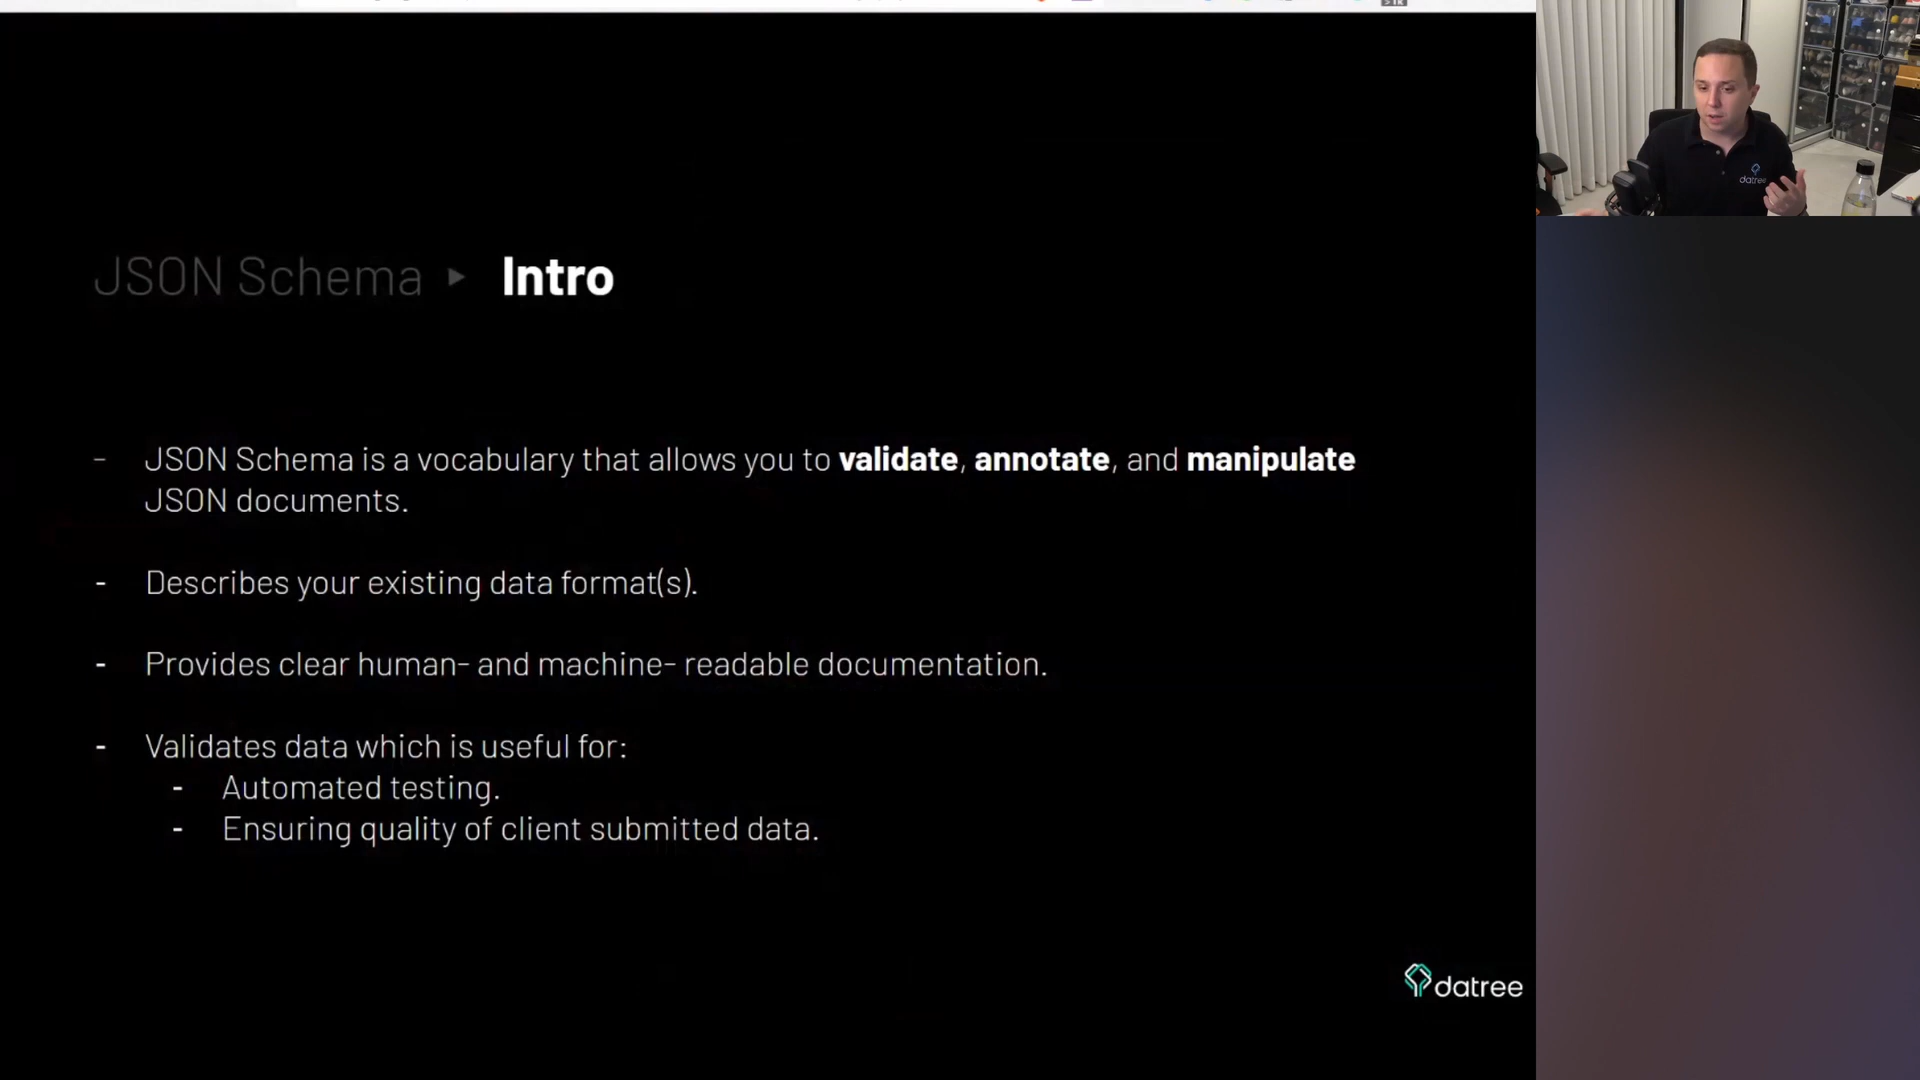 JSON Schema ▸ Intro
- JSON Schema is a vocabulary that allows you to validate, annotate, and manipulate
JSON documents.
- Describes your existing data format(s).
- Provides clear human- and machine- readable documentation.
- Validates data which is useful for:
- Automated testing.
- Ensuring quality of client submitted data.
datree
datree